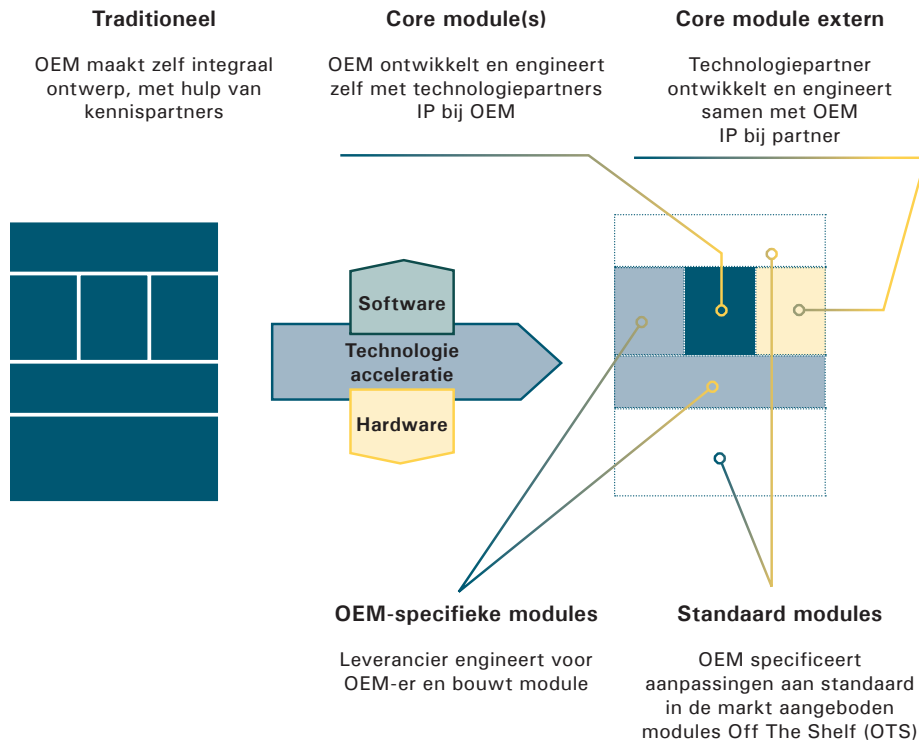 Traditioneel
OEM maakt zelf integraal
ontwerp, met hulp van
kennispartners
Core module(s)
OEM ontwikkelt en engineert
zelf met technologiepartners
IP bij OEM
Core module extern
Technologiepartner
ontwikkelt en engineert
samen met OEM
IP bij partner
Software
Technologie
acceleratie
Hardware
OEM-specifieke modules
Leverancier engineert voor
OEM-er en bouwt module
Standaard modules
OEM specificeert
aanpassingen aan standaard
in de markt aangeboden
modules Off The Shelf (OTS)